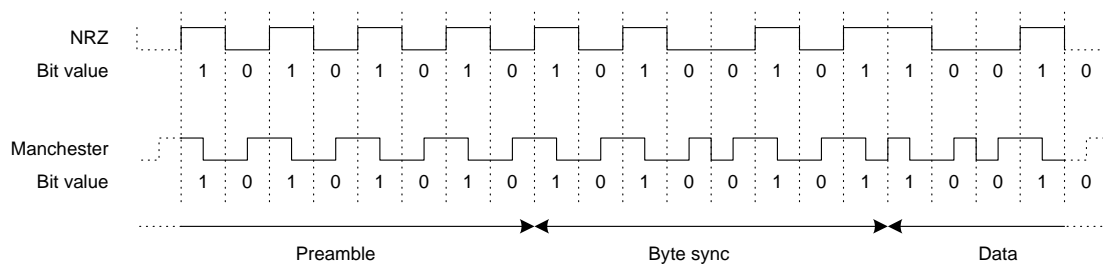 NRZ
Bit value 1 0 1 0 1 0 1 0 1 0 1 0 0 1 0 1 1 0 0 1 0
Manchester
Bit value 1 0 1 0 1 0 1 0 1 0 1 0 0 1 0 1 1 0 0 1 0
Preamble Byte sync Data